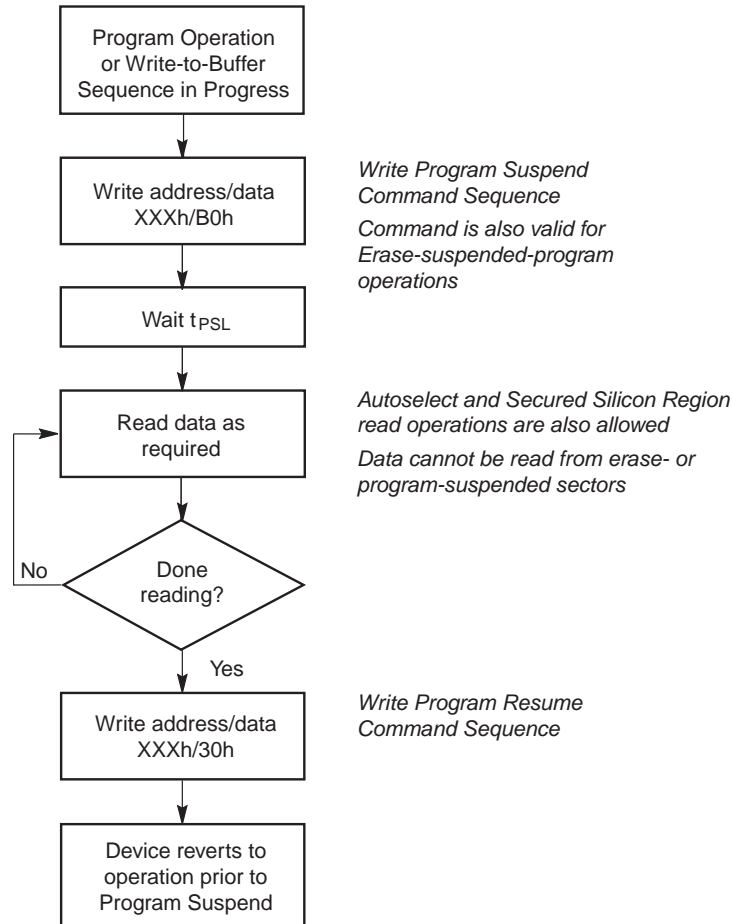 Program Operation
or Write-to-Buffer
Sequence in Progress
Write address/data
XXXh/B0h
Write Program Suspend
Command Sequence
Command is also valid for
Erase-suspended-program
operations
Wait tPSL
Read data as
required
Autoselect and Secured Silicon Region
read operations are also allowed
Data cannot be read from erase- or
program-suspended sectors
Done
reading?
No
Yes
Write address/data
XXXh/30h
Write Program Resume
Command Sequence
Device reverts to
operation prior to
Program Suspend